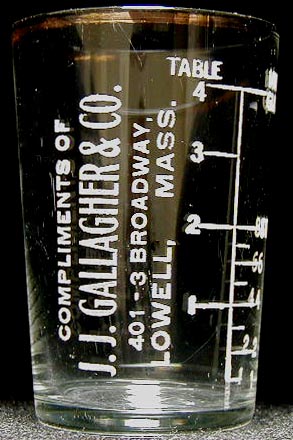 COMPLIMENTS OF
J. J. GALLAGHER & CO.
401-3 BROADWAY,
LOWELL, MASS.
TABLE
4
3
2
1